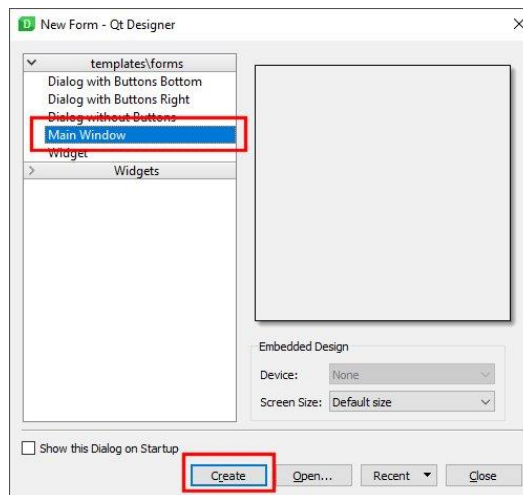 New Form - Qt Designer
templates\forms
Dialog with Buttons Bottom
Dialog with Buttons Right
Dialog without Buttons
Main Window
Widget
Widgets
Embedded Design
Device: None
Screen Size: Default size
Show this Dialog on Startup
Create Open... Recent Close